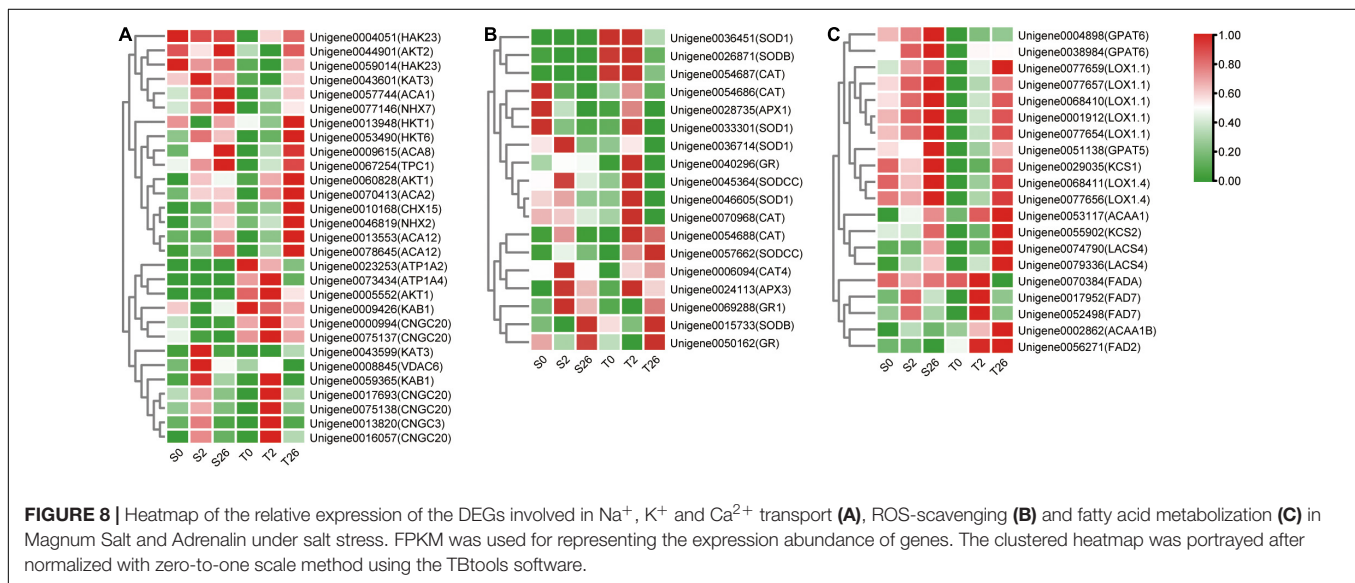 A
Unigene0004051(HAK23)
Unigene0044901(AKT2)
Unigene0059014(HAK23)
Unigene0043601(KAT3)
Unigene0057744(ACA1)
Unigene0077146(NHX7)
Unigene0013948(HKT1)
Unigene0053490(HKT6)
Unigene0009615(ACA8)
Unigene0067254(TPC1)
Unigene0060828(AKT1)
Unigene0070413(ACA2)
Unigene0010168(CHX15)
Unigene0046819(NHX2)
Unigene0013553(ACA12)
Unigene0078645(ACA12)
Unigene0023253(ATP1A2)
Unigene0073434(ATP1A4)
Unigene0005552(AKT1)
Unigene0009426(KAB1)
Unigene0000994(CNGC20)
Unigene0075137(CNGC20)
Unigene0043599(KAT3)
Unigene0008845(VDAC6)
Unigene0059365(KAB1)
Unigene0017693(CNGC20)
Unigene0075138(CNGC20)
Unigene0013820(CNGC3)
Unigene0016057(CNGC20)
S0 S2 S26 T0 T2 T26
B
Unigene0036451(SOD1)
Unigene0026871(SODB)
Unigene0054687(CAT)
Unigene0054686(CAT)
Unigene0028735(APX1)
Unigene0033301(SOD1)
Unigene0036714(SOD1)
Unigene0040296(GR)
Unigene0045364(SODCC)
Unigene0046605(SOD1)
Unigene0070968(CAT)
Unigene0054688(CAT)
Unigene0057662(SODCC)
Unigene0006094(CAT4)
Unigene0024113(APX3)
Unigene0069288(GR1)
Unigene0015733(SODB)
Unigene0050162(GR)
S0 S2 S26 T0 T2 T26
C
Unigene0004898(GPAT6)
Unigene0038984(GPAT6)
Unigene0077659(LOX1.1)
Unigene0077657(LOX1.1)
Unigene0068410(LOX1.1)
Unigene0001912(LOX1.1)
Unigene0077654(LOX1.1)
Unigene0051138(GPAT5)
Unigene0029035(KCS1)
Unigene0068411(LOX1.4)
Unigene0077656(LOX1.4)
Unigene0053117(ACAA1)
Unigene0055902(KCS2)
Unigene0074790(LACS4)
Unigene0079336(LACS4)
Unigene0070384(FADA)
Unigene0017952(FAD7)
Unigene0052498(FAD7)
Unigene0002862(ACAA1B)
Unigene0056271(FAD2)
S0 S2 S26 T0 T2 T26
1.00
0.80
0.60
0.40
0.20
0.00
FIGURE 8 | Heatmap of the relative expression of the DEGs involved in Na⁺, K⁺ and Ca²⁺ transport (A), ROS-scavenging (B) and fatty acid metabolization (C) in
Magnum Salt and Adrenalin under salt stress. FPKM was used for representing the expression abundance of genes. The clustered heatmap was portrayed after
normalized with zero-to-one scale method using the TBtools software.